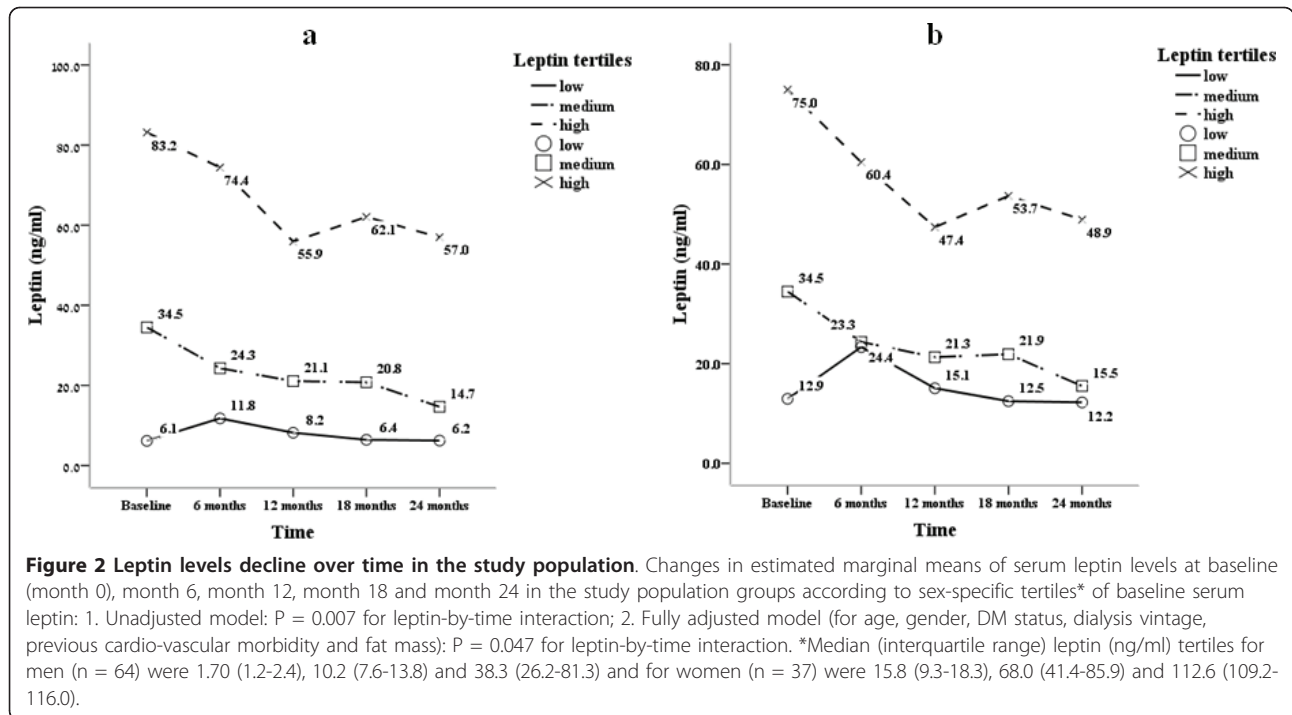 a
Leptin tertiles
low
medium
high
low
medium
high
Leptin (ng/ml)
100.0
80.0
60.0
40.0
20.0
0.0
83.2
74.4
55.9
62.1
57.0
34.5
24.3
21.1
20.8
14.7
6.1
11.8
8.2
6.4
6.2
Baseline 6 months 12 months 18 months 24 months
Time
b
Leptin tertiles
low
medium
high
low
medium
high
Leptin (ng/ml)
80.0
60.0
40.0
20.0
0.0
75.0
60.4
47.4
53.7
48.9
34.5
23.3
21.3
21.9
15.5
12.9
24.4
15.1
12.5
12.2
Baseline 6 months 12 months 18 months 24 months
Time
Figure 2 Leptin levels decline over time in the study population. Changes in estimated marginal means of serum leptin levels at baseline
(month 0), month 6, month 12, month 18 and month 24 in the study population groups according to sex-specific tertiles* of baseline serum
leptin: 1. Unadjusted model: P = 0.007 for leptin-by-time interaction; 2. Fully adjusted model (for age, gender, DM status, dialysis vintage,
previous cardio-vascular morbidity and fat mass): P = 0.047 for leptin-by-time interaction. *Median (interquartile range) leptin (ng/ml) tertiles for
men (n = 64) were 1.70 (1.2-2.4), 10.2 (7.6-13.8) and 38.3 (26.2-81.3) and for women (n = 37) were 15.8 (9.3-18.3), 68.0 (41.4-85.9) and 112.6 (109.2-
116.0).